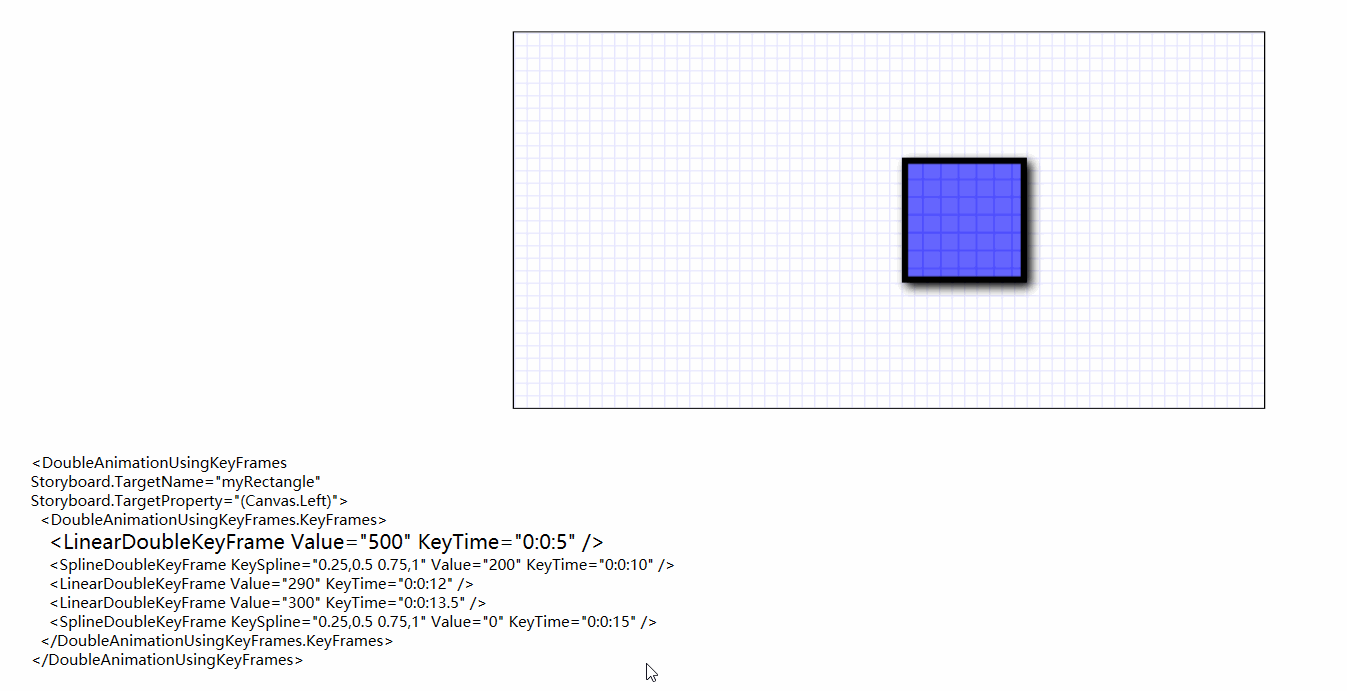 <DoubleAnimationUsingKeyFrames
Storyboard.TargetName="myRectangle"
Storyboard.TargetProperty="(Canvas.Left)">
<DoubleAnimationUsingKeyFrames.KeyFrames>
<LinearDoubleKeyFrame Value="500" KeyTime="0:0:5" />
<SplineDoubleKeyFrame KeySpline="0.25,0.5 0.75,1" Value="200" KeyTime="0:0:10" />
<LinearDoubleKeyFrame Value="290" KeyTime="0:0:12" />
<LinearDoubleKeyFrame Value="300" KeyTime="0:0:13.5" />
<SplineDoubleKeyFrame KeySpline="0.25,0.5 0.75,1" Value="0" KeyTime="0:0:15" />
</DoubleAnimationUsingKeyFrames.KeyFrames>
</DoubleAnimationUsingKeyFrames>